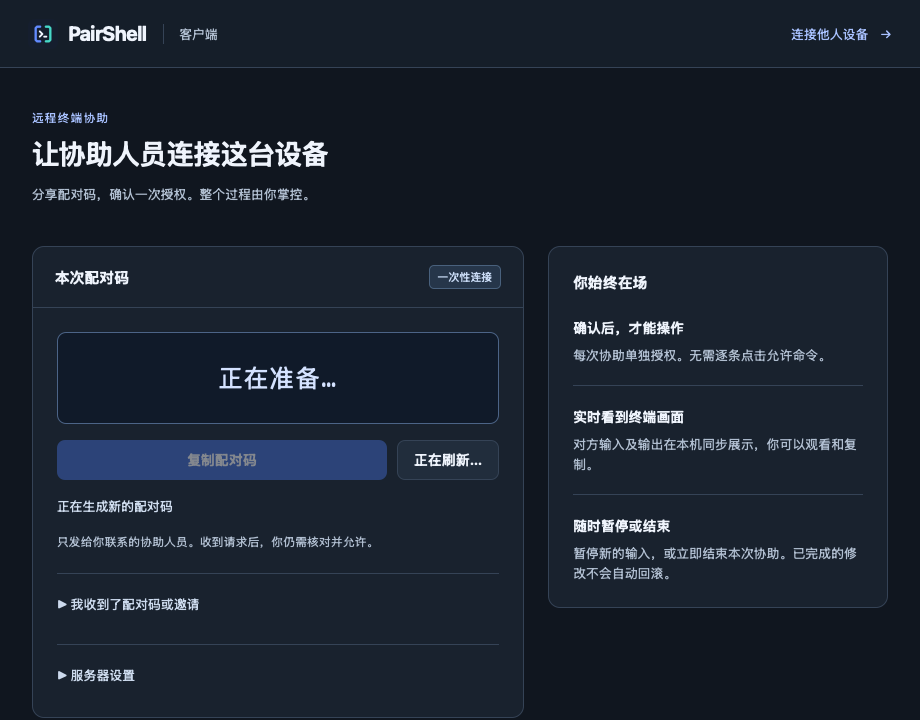 PairShell
客户端
连接他人设备 →
远程终端协助
让协助人员连接这台设备
分享配对码，确认一次授权。整个过程由你掌控。
本次配对码
一次性连接
正在准备…
复制配对码
正在刷新…
正在生成新的配对码
只发给你联系的协助人员。收到请求后，你仍需核对并允许。
▶ 我收到了配对码或邀请
▶ 服务器设置
你始终在场
确认后，才能操作
每次协助单独授权。无需逐条点击允许命令。
实时看到终端画面
对方输入及输出在本机同步展示，你可以观看和复
制。
随时暂停或结束
暂停新的输入，或立即结束本次协助。已完成的修
改不会自动回滚。